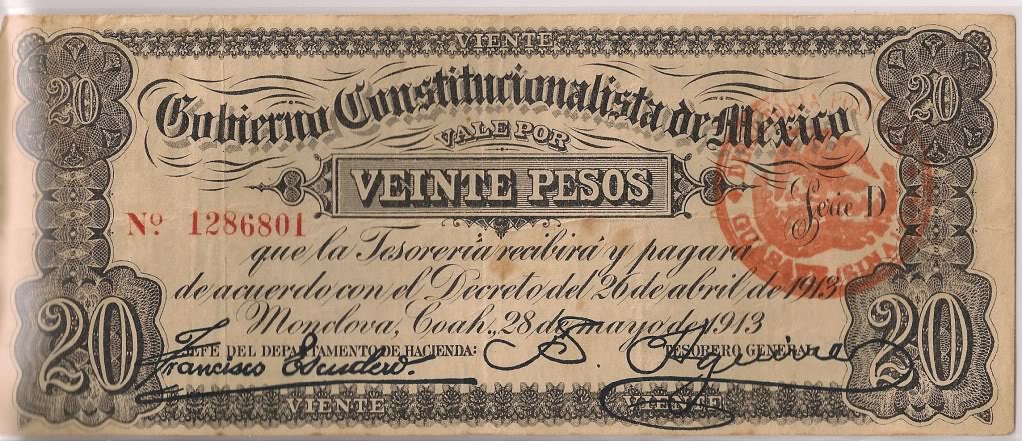 VIENTE
20 20
Gobierno Constitucionalista de México
VALE POR
VEINTE PESOS
Serie D
Nº. 1286801
que la Tesorería recibirá y pagará
de acuerdo con el Decreto del 26 de abril de 1913.
Monclova, Coah., 28 de mayo de 1913
JEFE DEL DEPARTAMENTO DE HACIENDA: TESORERO GENERAL
Francisco Escudero.
20 20
VIENTE VIENTE